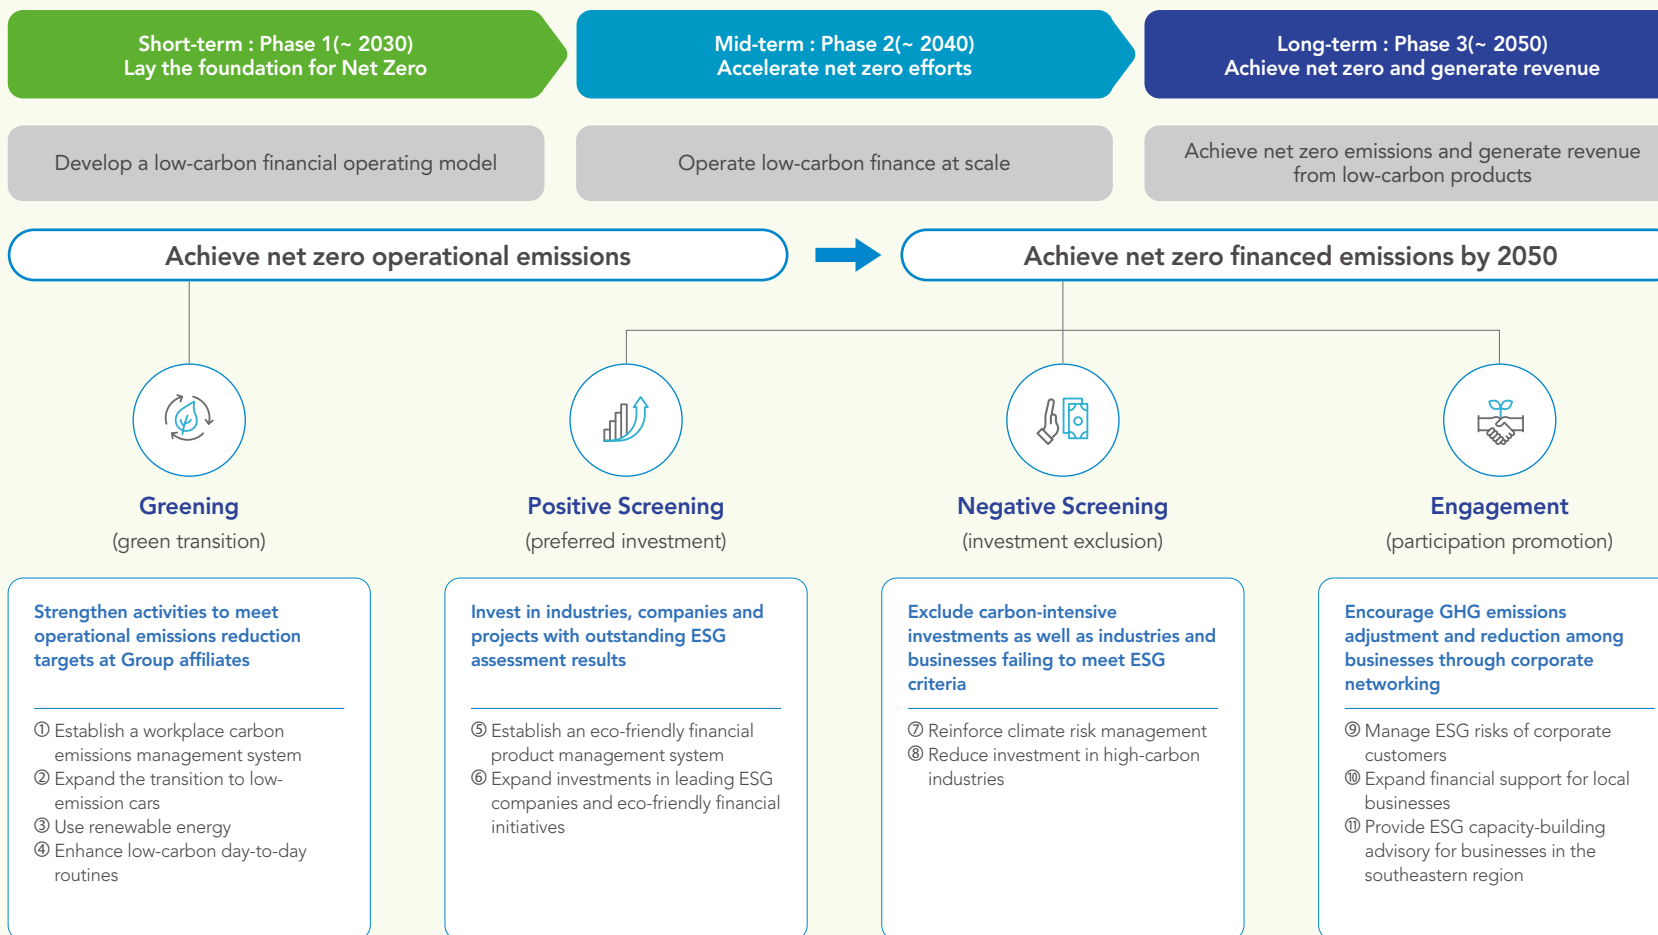 Short-term : Phase 1(~ 2030)
Lay the foundation for Net Zero
Mid-term : Phase 2(~ 2040)
Accelerate net zero efforts
Long-term : Phase 3(~ 2050)
Achieve net zero and generate revenue
Develop a low-carbon financial operating model
Operate low-carbon finance at scale
Achieve net zero emissions and generate revenue
from low-carbon products
Achieve net zero operational emissions
Achieve net zero financed emissions by 2050
Greening
(green transition)
Strengthen activities to meet
operational emissions reduction
targets at Group affiliates
① Establish a workplace carbon
emissions management system
② Expand the transition to low-
emission cars
③ Use renewable energy
④ Enhance low-carbon day-to-day
routines
Positive Screening
(preferred investment)
Invest in industries, companies and
projects with outstanding ESG
assessment results
⑤ Establish an eco-friendly financial
product management system
⑥ Expand investments in leading ESG
companies and eco-friendly financial
initiatives
Negative Screening
(investment exclusion)
Exclude carbon-intensive
investments as well as industries and
businesses failing to meet ESG
criteria
⑦ Reinforce climate risk management
⑧ Reduce investment in high-carbon
industries
Engagement
(participation promotion)
Encourage GHG emissions
adjustment and reduction among
businesses through corporate
networking
⑨ Manage ESG risks of corporate
customers
⑩ Expand financial support for local
businesses
⑪ Provide ESG capacity-building
advisory for businesses in the
southeastern region